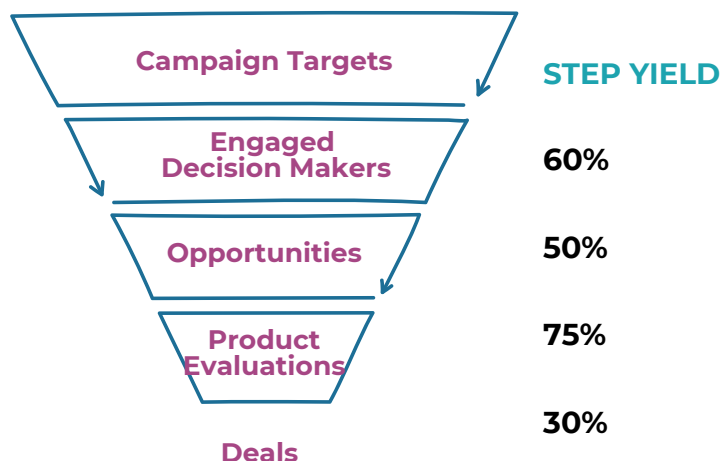 Campaign Targets
STEP YIELD
Engaged
Decision Makers
60%
Opportunities
50%
Product
Evaluations
75%
Deals
30%